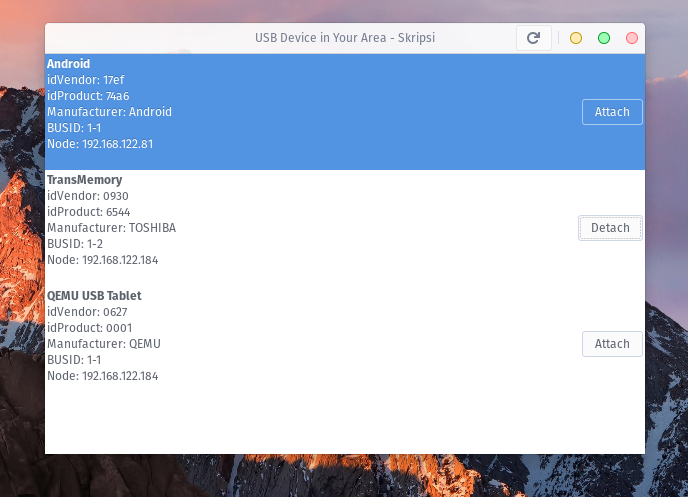 USB Device in Your Area - Skripsi
Android
idVendor: 17ef
idProduct: 74a6
Manufacturer: Android
BUSID: 1-1
Node: 192.168.122.81
Attach
TransMemory
idVendor: 0930
idProduct: 6544
Manufacturer: TOSHIBA
BUSID: 1-2
Node: 192.168.122.184
Detach
QEMU USB Tablet
idVendor: 0627
idProduct: 0001
Manufacturer: QEMU
BUSID: 1-1
Node: 192.168.122.184
Attach